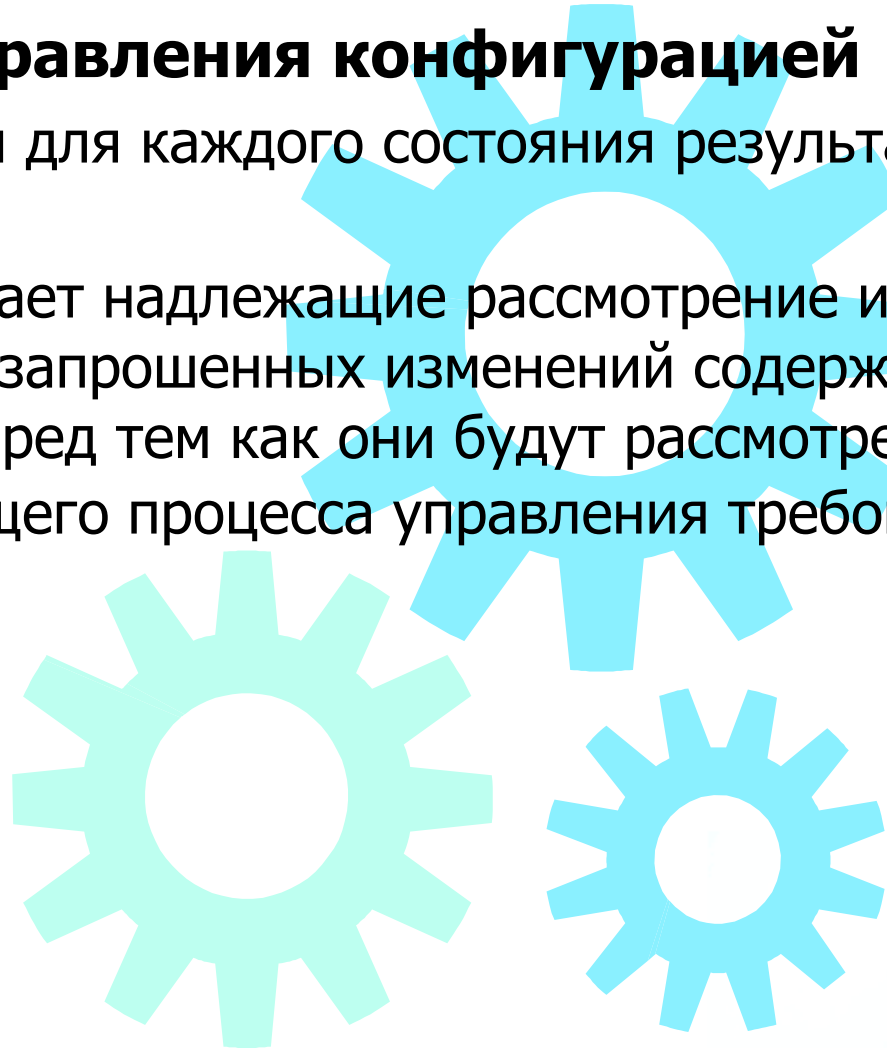 равления конфигурацией
для каждого состояния результа
ает надлежащие рассмотрение и
запрошенных изменений содерж
ред тем как они будут рассмотре
щего процесса управления требо